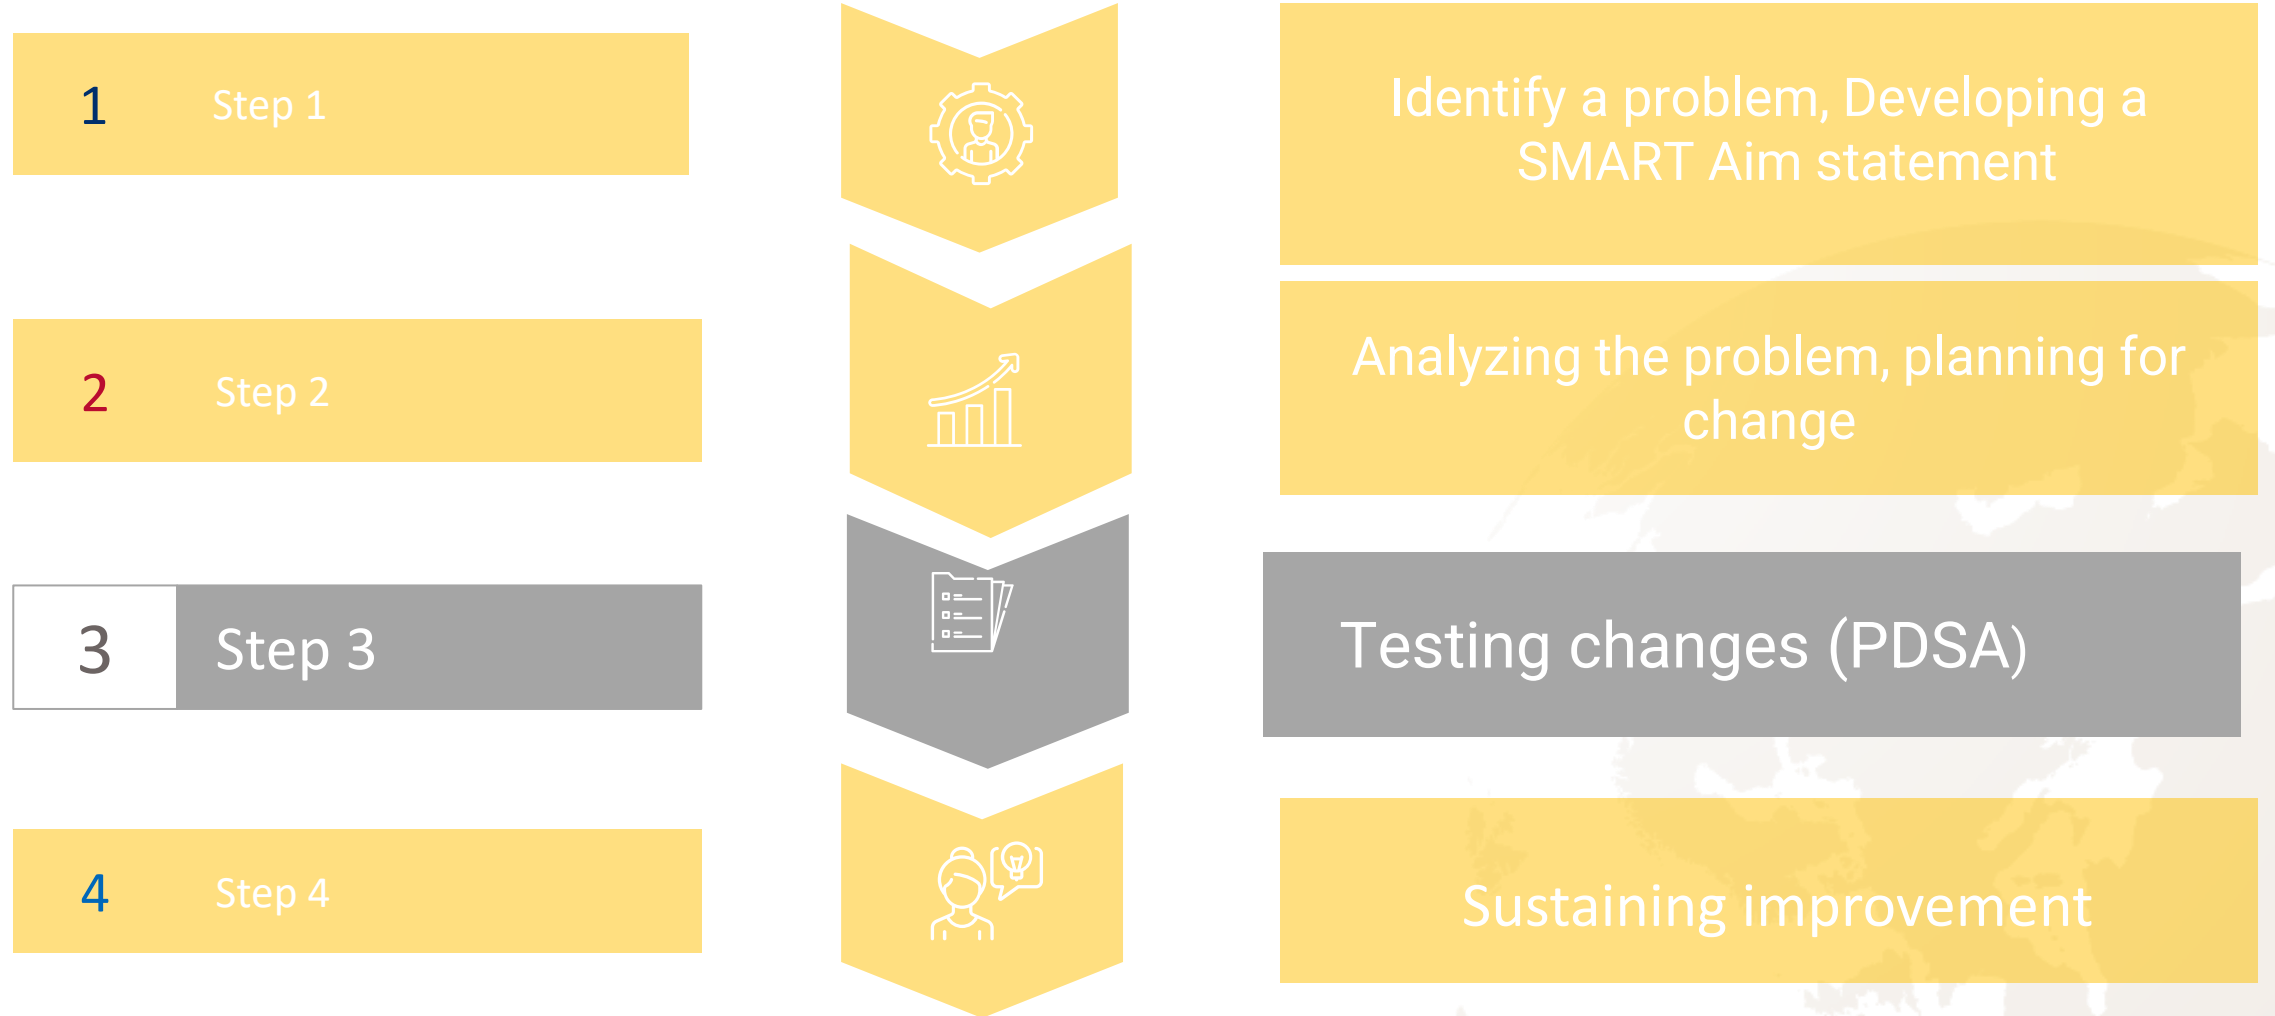 1 Step 1
Identify a problem, Developing a
SMART Aim statement
2 Step 2
Analyzing the problem, planning for
change
3 Step 3
Testing changes (PDSA)
4 Step 4
Sustaining improvement